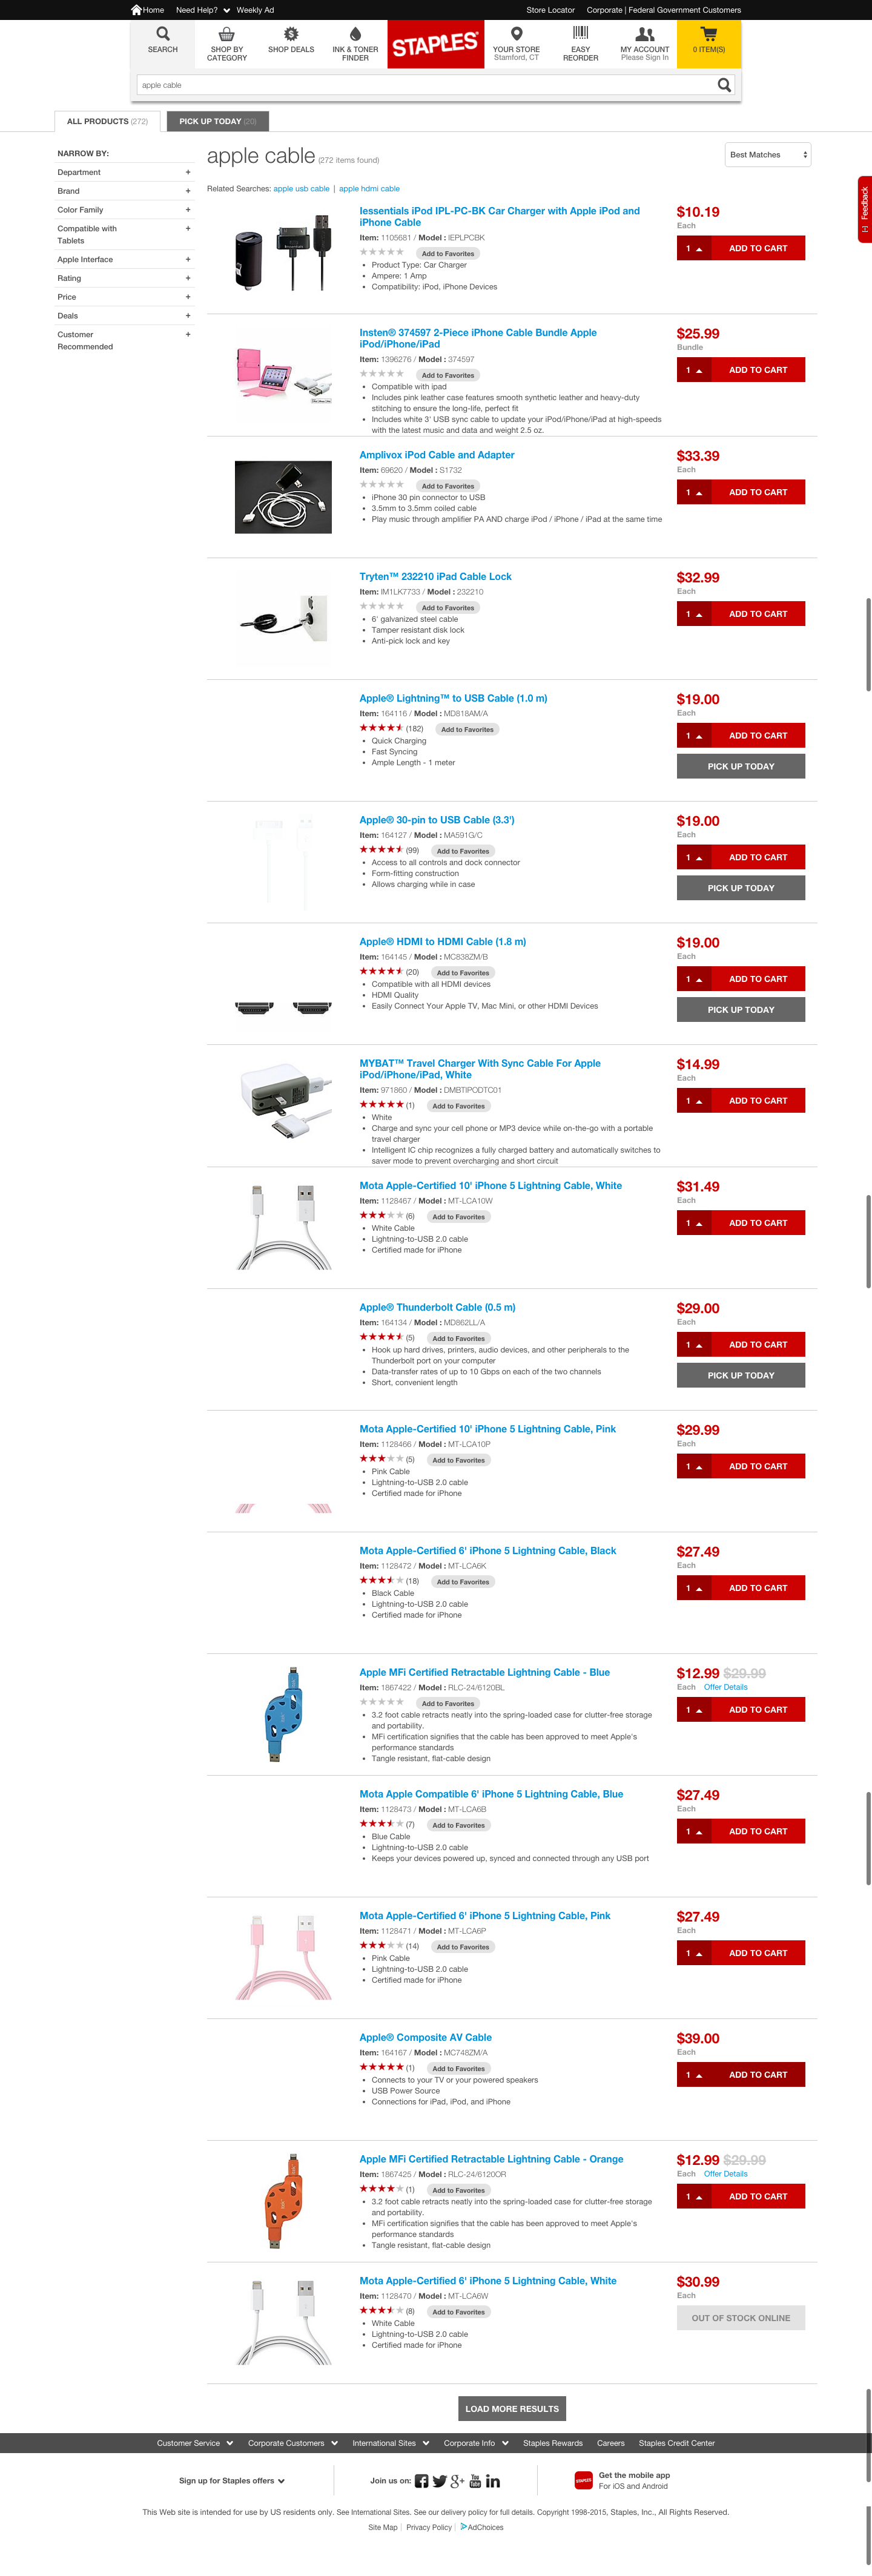 Home Need Help? Weekly Ad Store Locator Corporate | Federal Government Customers
SEARCH
SHOP BY
CATEGORY
SHOP DEALS
INK & TONER
FINDER
STAPLES
YOUR STORE
Stamford, CT
EASY
REORDER
MY ACCOUNT
Please Sign In
0 ITEM(S)
apple cable
ALL PRODUCTS (272) PICK UP TODAY (20)
NARROW BY:
Department +
Brand +
Color Family +
Compatible with +
Tablets
Apple Interface +
Rating +
Price +
Deals +
Customer +
Recommended
apple cable (272 items found)
Best Matches
Feedback
Related Searches: apple usb cable | apple hdmi cable
Iessentials iPod IPL-PC-BK Car Charger with Apple iPod and
iPhone Cable
Item: 1105681 / Model : IEPLPCBK
Add to Favorites
• Product Type: Car Charger
• Ampere: 1 Amp
• Compatibility: iPod, iPhone Devices
$10.19
Each
1 ADD TO CART
Insten® 374597 2-Piece iPhone Cable Bundle Apple
iPod/iPhone/iPad
Item: 1396276 / Model : 374597
Add to Favorites
• Compatible with ipad
• Includes pink leather case features smooth synthetic leather and heavy-duty
stitching to ensure the long-life, perfect fit
• Includes white 3' USB sync cable to update your iPod/iPhone/iPad at high-speeds
with the latest music and data and weight 2.5 oz.
$25.99
Bundle
1 ADD TO CART
Amplivox iPod Cable and Adapter
Item: 69620 / Model : S1732
Add to Favorites
• iPhone 30 pin connector to USB
• 3.5mm to 3.5mm coiled cable
• Play music through amplifier PA AND charge iPod / iPhone / iPad at the same time
$33.39
Each
1 ADD TO CART
Tryten™ 232210 iPad Cable Lock
Item: IM1LK7733 / Model : 232210
Add to Favorites
• 6' galvanized steel cable
• Tamper resistant disk lock
• Anti-pick lock and key
$32.99
Each
1 ADD TO CART
Apple® Lightning™ to USB Cable (1.0 m)
Item: 164116 / Model : MD818AM/A
(182) Add to Favorites
• Quick Charging
• Fast Syncing
• Ample Length - 1 meter
$19.00
Each
1 ADD TO CART
PICK UP TODAY
Apple® 30-pin to USB Cable (3.3')
Item: 164127 / Model : MA591G/C
(99) Add to Favorites
• Access to all controls and dock connector
• Form-fitting construction
• Allows charging while in case
$19.00
Each
1 ADD TO CART
PICK UP TODAY
Apple® HDMI to HDMI Cable (1.8 m)
Item: 164145 / Model : MC838ZM/B
(20) Add to Favorites
• Compatible with all HDMI devices
• HDMI Quality
• Easily Connect Your Apple TV, Mac Mini, or other HDMI Devices
$19.00
Each
1 ADD TO CART
PICK UP TODAY
MYBAT™ Travel Charger With Sync Cable For Apple
iPod/iPhone/iPad, White
Item: 971860 / Model : DMBTIPODTC01
(1) Add to Favorites
• White
• Charge and sync your cell phone or MP3 device while on-the-go with a portable
travel charger
• Intelligent IC chip recognizes a fully charged battery and automatically switches to
saver mode to prevent overcharging and short circuit
$14.99
Each
1 ADD TO CART
Mota Apple-Certified 10' iPhone 5 Lightning Cable, White
Item: 1128467 / Model : MT-LCA10W
(6) Add to Favorites
• White Cable
• Lightning-to-USB 2.0 cable
• Certified made for iPhone
$31.49
Each
1 ADD TO CART
Apple® Thunderbolt Cable (0.5 m)
Item: 164134 / Model : MD862LL/A
(5) Add to Favorites
• Hook up hard drives, printers, audio devices, and other peripherals to the
Thunderbolt port on your computer
• Data-transfer rates of up to 10 Gbps on each of the two channels
• Short, convenient length
$29.00
Each
1 ADD TO CART
PICK UP TODAY
Mota Apple-Certified 10' iPhone 5 Lightning Cable, Pink
Item: 1128466 / Model : MT-LCA10P
(5) Add to Favorites
• Pink Cable
• Lightning-to-USB 2.0 cable
• Certified made for iPhone
$29.99
Each
1 ADD TO CART
Mota Apple-Certified 6' iPhone 5 Lightning Cable, Black
Item: 1128472 / Model : MT-LCA6K
(18) Add to Favorites
• Black Cable
• Lightning-to-USB 2.0 cable
• Certified made for iPhone
$27.49
Each
1 ADD TO CART
Apple MFi Certified Retractable Lightning Cable - Blue
Item: 1867422 / Model : RLC-24/6120BL
Add to Favorites
• 3.2 foot cable retracts neatly into the spring-loaded case for clutter-free storage
and portability.
• MFi certification signifies that the cable has been approved to meet Apple's
performance standards
• Tangle resistant, flat-cable design
$12.99 $29.99
Each Offer Details
1 ADD TO CART
Mota Apple Compatible 6' iPhone 5 Lightning Cable, Blue
Item: 1128473 / Model : MT-LCA6B
(7) Add to Favorites
• Blue Cable
• Lightning-to-USB 2.0 cable
• Keeps your devices powered up, synced and connected through any USB port
$27.49
Each
1 ADD TO CART
Mota Apple-Certified 6' iPhone 5 Lightning Cable, Pink
Item: 1128471 / Model : MT-LCA6P
(14) Add to Favorites
• Pink Cable
• Lightning-to-USB 2.0 cable
• Certified made for iPhone
$27.49
Each
1 ADD TO CART
Apple® Composite AV Cable
Item: 164167 / Model : MC748ZM/A
(1) Add to Favorites
• Connects to your TV or your powered speakers
• USB Power Source
• Connections for iPad, iPod, and iPhone
$39.00
Each
1 ADD TO CART
Apple MFi Certified Retractable Lightning Cable - Orange
Item: 1867425 / Model : RLC-24/6120OR
(1) Add to Favorites
• 3.2 foot cable retracts neatly into the spring-loaded case for clutter-free storage
and portability.
• MFi certification signifies that the cable has been approved to meet Apple's
performance standards
• Tangle resistant, flat-cable design
$12.99 $29.99
Each Offer Details
1 ADD TO CART
Mota Apple-Certified 6' iPhone 5 Lightning Cable, White
Item: 1128470 / Model : MT-LCA6W
(8) Add to Favorites
• White Cable
• Lightning-to-USB 2.0 cable
• Certified made for iPhone
$30.99
Each
OUT OF STOCK ONLINE
LOAD MORE RESULTS
Customer Service Corporate Customers International Sites Corporate Info Staples Rewards Careers Staples Credit Center
Sign up for Staples offers
Join us on:
Get the mobile app
For iOS and Android
This Web site is intended for use by US residents only. See International Sites. See our delivery policy for full details. Copyright 1998-2015, Staples, Inc., All Rights Reserved.
Site Map | Privacy Policy | AdChoices